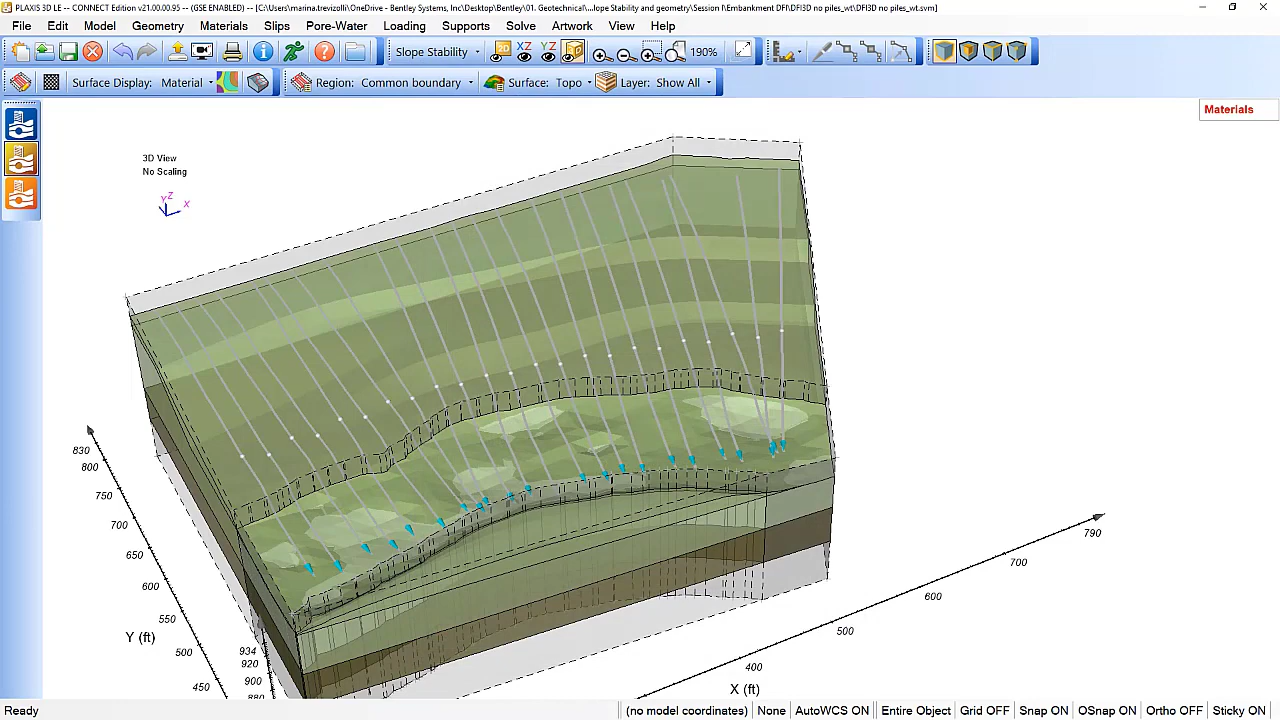 PLAXIS 3D LE -- CONNECT Edition v21.00.00.95 -- (GSE ENABLED) -- [C:\Users\marina.trevizolli\OneDrive - Bentley Systems, Inc\Desktop\Bentley\01. Geotechnical\...lope Stability and geometry\Session I\Embankment DFI\DFI3D no piles_wt\DFI3D no piles_wt.svm]
File Edit Model Geometry Materials Slips Pore-Water Loading Supports Solve Artwork View Help
Slope Stability 2D XZ YZ 190%
Surface Display: Material Region: Common boundary Surface: Topo Layer: Show All
Materials
3D View
No Scaling
Z
Y
X
830
800
750
700
650
600
550
500
450
Y (ft)
934
920
900
880
790
700
600
500
400
X (ft)
Ready (no model coordinates) None AutoWCS ON Entire Object Grid OFF Snap ON OSnap ON Ortho OFF Sticky ON